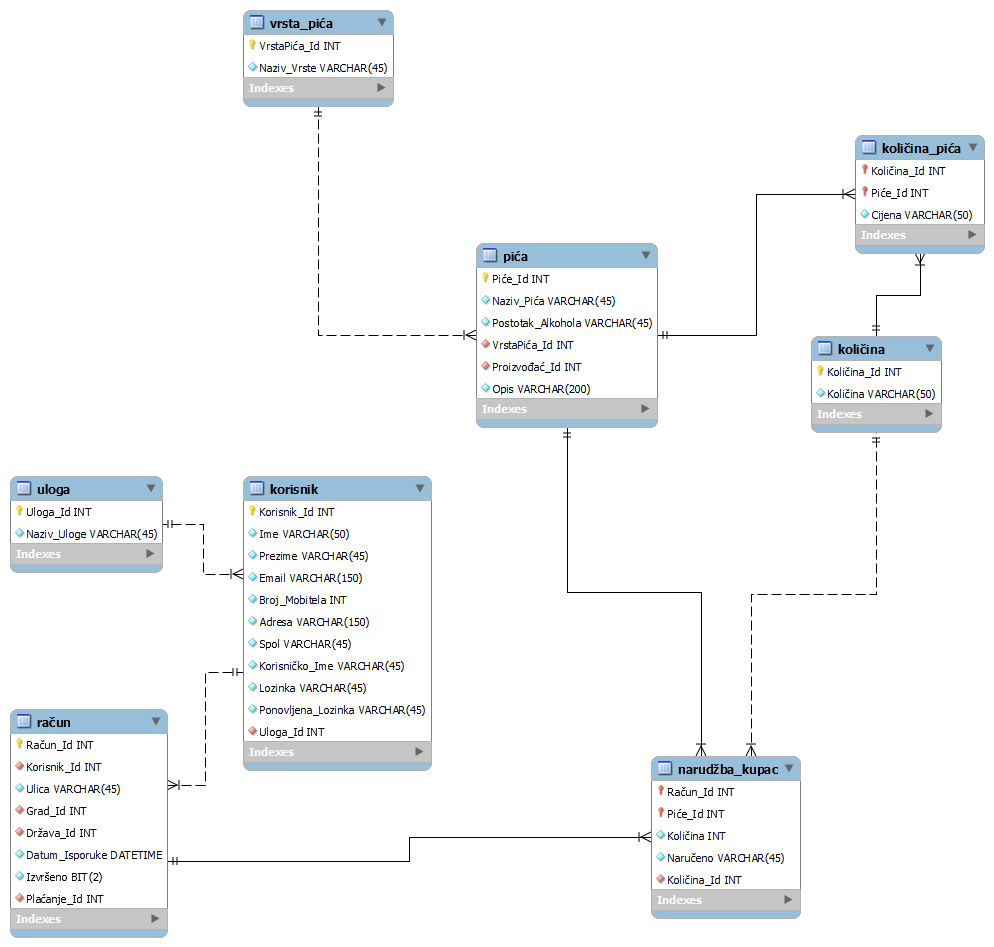 vrsta_pića
VrstaPića_Id INT
Naziv_Vrste VARCHAR(45)
Indexes
količina_pića
Količina_Id INT
Piće_Id INT
Cijena VARCHAR(50)
Indexes
pića
Piće_Id INT
Naziv_Pića VARCHAR(45)
Postotak_Alkohola VARCHAR(45)
VrstaPića_Id INT
Proizvođač_Id INT
Opis VARCHAR(200)
Indexes
količina
Količina_Id INT
Količina VARCHAR(50)
Indexes
uloga
Uloga_Id INT
Naziv_Uloge VARCHAR(45)
Indexes
korisnik
Korisnik_Id INT
Ime VARCHAR(50)
Prezime VARCHAR(45)
Email VARCHAR(150)
Broj_Mobitela INT
Adresa VARCHAR(150)
Spol VARCHAR(45)
Korisničko_Ime VARCHAR(45)
Lozinka VARCHAR(45)
Ponovljena_Lozinka VARCHAR(45)
Uloga_Id INT
Indexes
račun
Račun_Id INT
Korisnik_Id INT
Ulica VARCHAR(45)
Grad_Id INT
Država_Id INT
Datum_Isporuke DATETIME
Izvršeno BIT(2)
Plaćanje_Id INT
Indexes
narudžba_kupac
Račun_Id INT
Piće_Id INT
Količina INT
Naručeno VARCHAR(45)
Količina_Id INT
Indexes